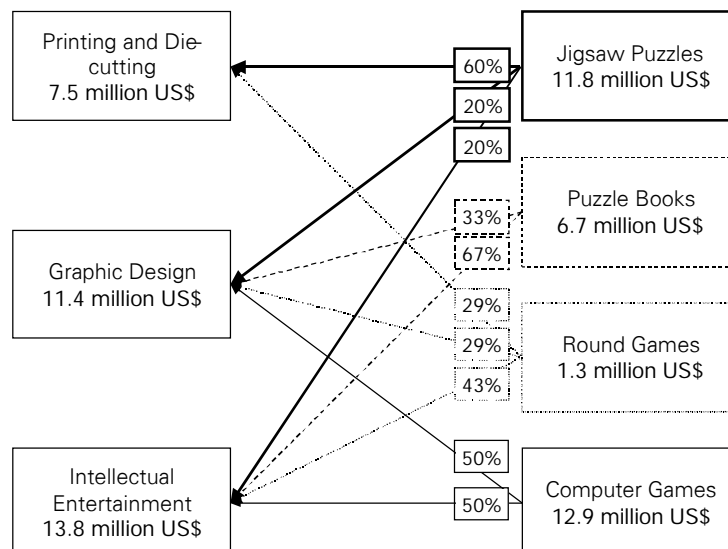 Printing and Die-
cutting
7.5 million US$
60%
20%
20%
Jigsaw Puzzles
11.8 million US$
33%
67%
Puzzle Books
6.7 million US$
Graphic Design
11.4 million US$
29%
29%
43%
Round Games
1.3 million US$
Intellectual
Entertainment
13.8 million US$
50%
50%
Computer Games
12.9 million US$